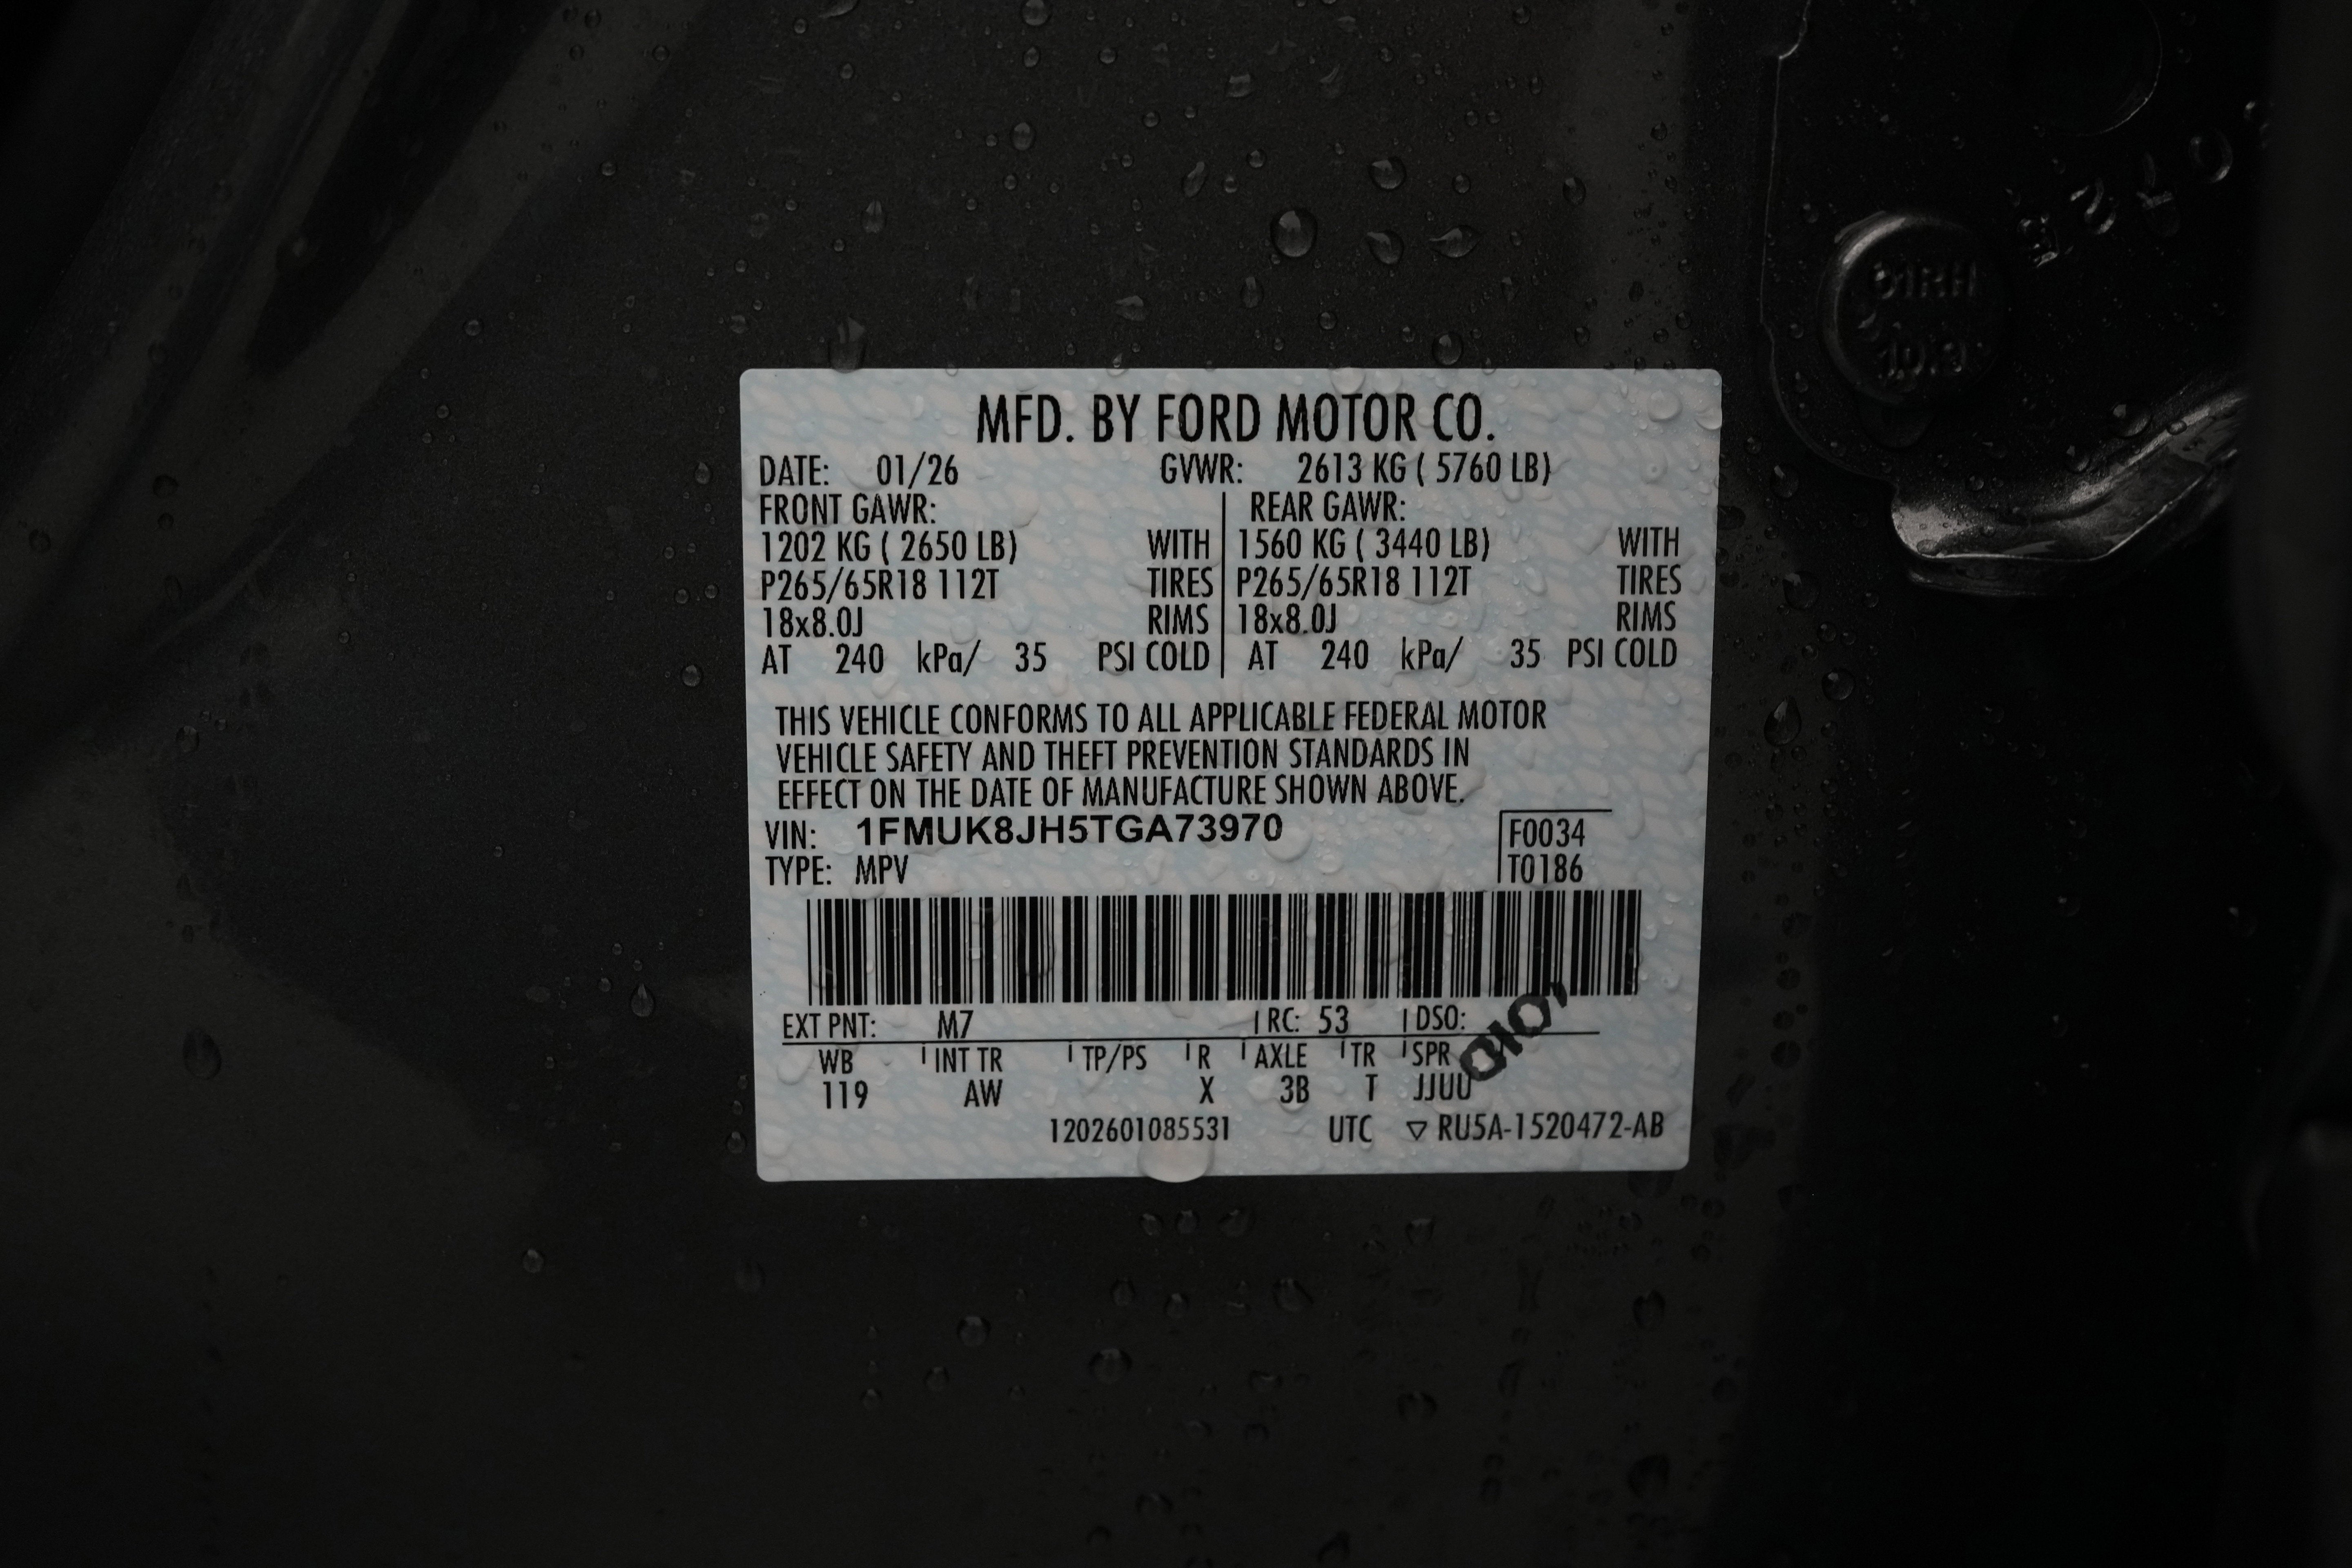 MFD. BY FORD MOTOR CO.
DATE: 01/26 GVWR: 2613 KG ( 5760 LB)
FRONT GAWR: REAR GAWR:
1202 KG ( 2650 LB) WITH 1560 KG ( 3440 LB) WITH
P265/65R18 112T TIRES P265/65R18 112T TIRES
18x8.0J RIMS 18x8.0J RIMS
AT 240 kPa/ 35 PSI COLD AT 240 kPa/ 35 PSI COLD
THIS VEHICLE CONFORMS TO ALL APPLICABLE FEDERAL MOTOR
VEHICLE SAFETY AND THEFT PREVENTION STANDARDS IN
EFFECT ON THE DATE OF MANUFACTURE SHOWN ABOVE.
VIN: 1FMUK8JH5TGA73970 F0034
TYPE: MPV T0186
EXT PNT: M7 RC: 53 DSO:
WB INT TR TP/PS R AXLE TR SPR
119 AW X 3B T JJUU
1202601085531 UTC ▽ RU5A-1520472-AB